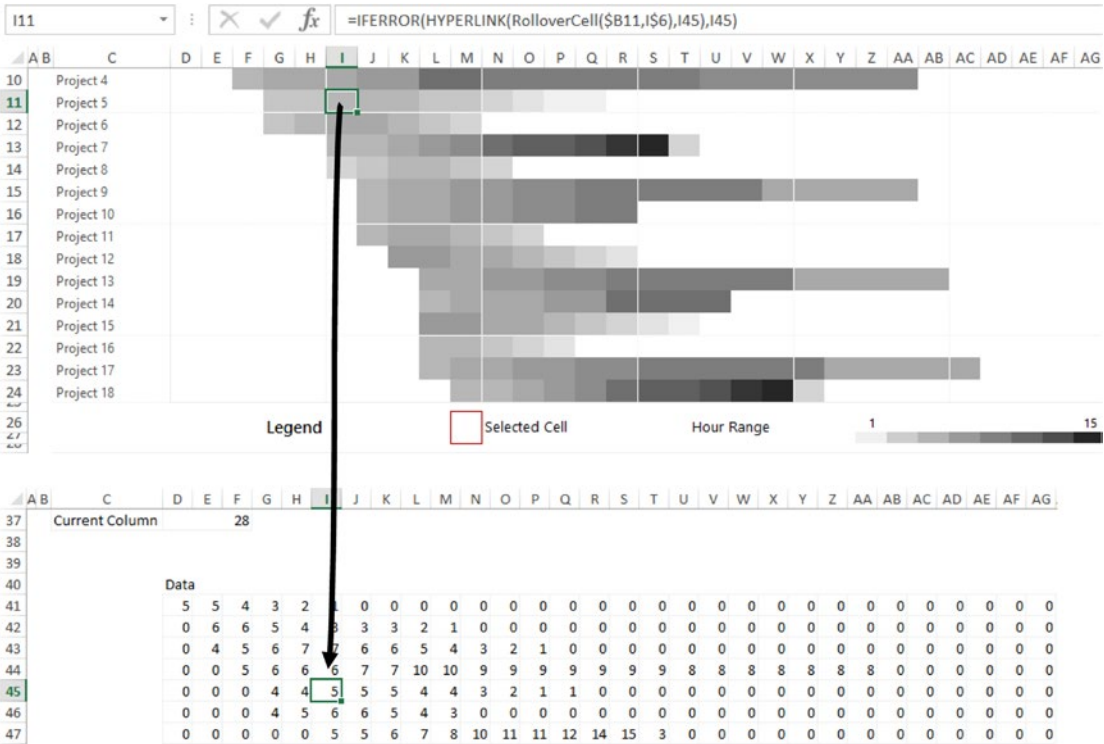 I11 fx =IFERROR(HYPERLINK(RolloverCell($B11,I$6),I45),I45)
A B C D E F G H I J K L M N O P Q R S T U V W X Y Z AA AB AC AD AE AF AG
10 Project 4
11 Project 5
12 Project 6
13 Project 7
14 Project 8
15 Project 9
16 Project 10
17 Project 11
18 Project 12
19 Project 13
20 Project 14
21 Project 15
22 Project 16
23 Project 17
24 Project 18
26 Legend Selected Cell Hour Range 1 15
27
A B C D E F G H I J K L M N O P Q R S T U V W X Y Z AA AB AC AD AE AF AG
37 Current Column 28
38
39
40 Data
41 5 5 4 3 2 1 0 0 0 0 0 0 0 0 0 0 0 0 0 0 0 0 0 0 0 0 0 0 0 0
42 0 6 6 5 4 3 3 3 2 1 0 0 0 0 0 0 0 0 0 0 0 0 0 0 0 0 0 0 0 0
43 0 4 5 6 7 7 6 6 5 4 3 2 1 0 0 0 0 0 0 0 0 0 0 0 0 0 0 0 0 0
44 0 0 5 6 6 6 7 7 10 10 9 9 9 9 9 9 9 8 8 8 8 8 8 8 0 0 0 0 0 0
45 0 0 0 4 4 5 5 5 4 4 3 2 1 1 0 0 0 0 0 0 0 0 0 0 0 0 0 0 0 0
46 0 0 0 4 5 6 6 5 4 3 0 0 0 0 0 0 0 0 0 0 0 0 0 0 0 0 0 0 0 0
47 0 0 0 0 0 5 5 6 7 8 10 11 11 12 14 15 3 0 0 0 0 0 0 0 0 0 0 0 0 0